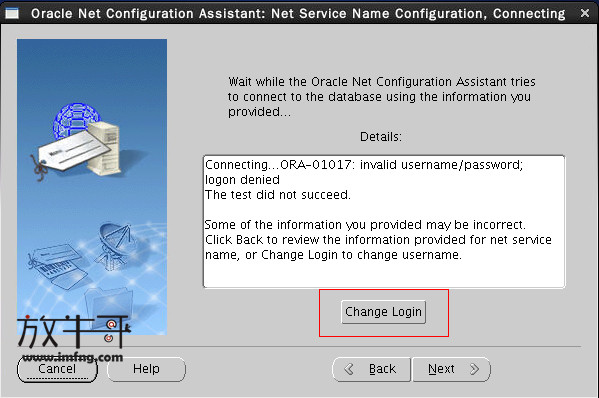 Oracle Net Configuration Assistant: Net Service Name Configuration, Connecting
Wait while the Oracle Net Configuration Assistant tries
to connect to the database using the information you
provided...
Details:
Connecting...ORA-01017: invalid username/password;
logon denied
The test did not succeed.
Some of the information you provided may be incorrect.
Click Back to review the information provided for net service
name, or Change Login to change username.
Change Login
放牛哥
www.imfng.com
Cancel
Help
Back
Next